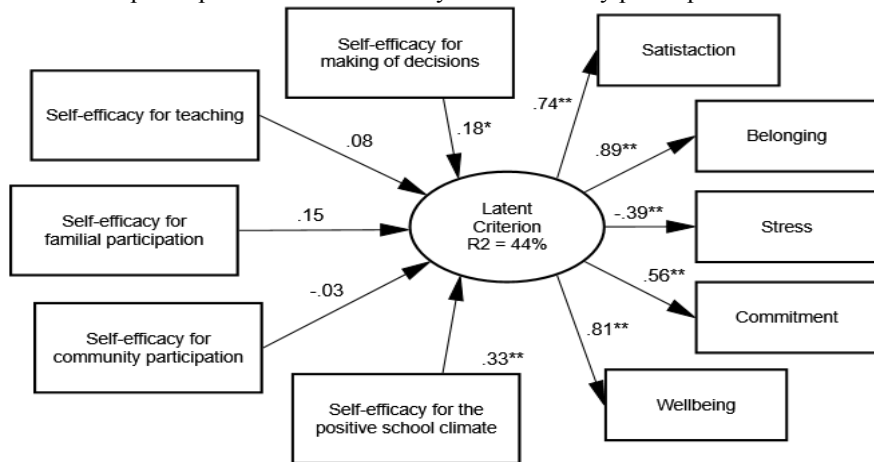 Self-efficacy for
making of decisions
Satistaction
Self-efficacy for teaching
.74**
.18*
.08
.89**
Belonging
Self-efficacy for
familial participation
.15
Latent
Criterion
R2 = 44%
-.39**
Stress
-.03
.56**
Self-efficacy for
community participation
Commitment
.33**
.81**
Self-efficacy for the
positive school climate
Wellbeing